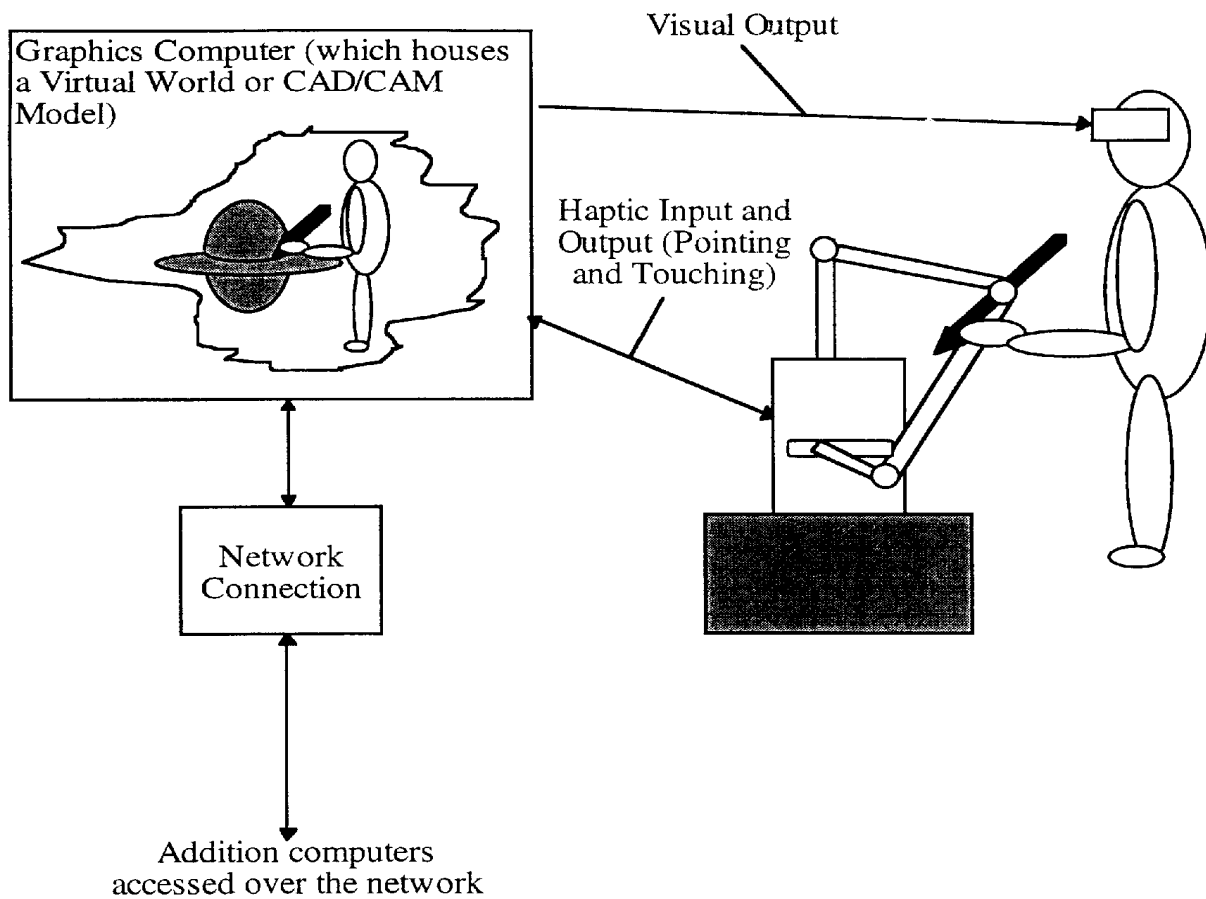 Visual Output
Graphics Computer (which houses
a Virtual World or CAD/CAM
Model)
Haptic Input and
Output (Pointing
and Touching)
Network
Connection
Addition computers
accessed over the network